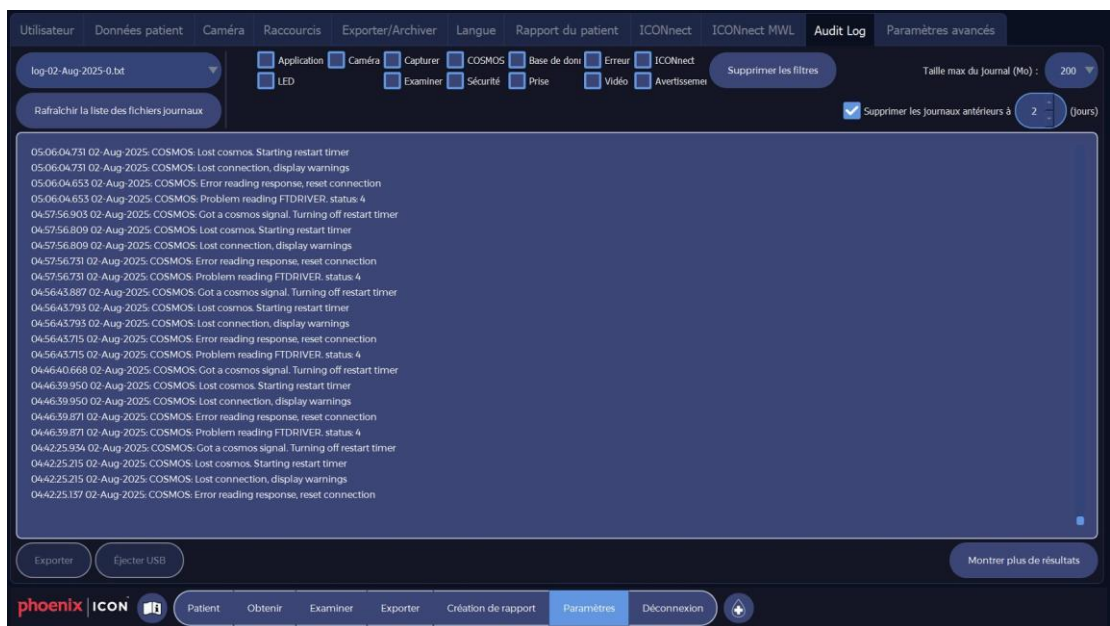 Utilisateur Données patient Caméra Raccourcis Exporter/Archiver Langue Rapport du patient ICONnect ICONnect MWL Audit Log Paramètres avancés
log-02-Aug-2025-0.txt
Application Caméra Capturer COSMOS Base de donn Erreur ICONnect
LED Examiner Sécurité Prise Vidéo Avertisseme
Supprimer les filtres
Taille max du journal (Mo) : 200
Rafraîchir la liste des fichiers journaux
Supprimer les journaux antérieurs à 2 (jours)
05:06:04.731 02-Aug-2025: COSMOS: Lost cosmos. Starting restart timer
05:06:04.731 02-Aug-2025: COSMOS: Lost connection, display warnings
05:06:04.653 02-Aug-2025: COSMOS: Error reading response, reset connection
05:06:04.653 02-Aug-2025: COSMOS: Problem reading FTDRIVER. status: 4
04:57:56.903 02-Aug-2025: COSMOS: Got a cosmos signal. Turning off restart timer
04:57:56.809 02-Aug-2025: COSMOS: Lost cosmos. Starting restart timer
04:57:56.809 02-Aug-2025: COSMOS: Lost connection, display warnings
04:57:56.731 02-Aug-2025: COSMOS: Error reading response, reset connection
04:57:56.731 02-Aug-2025: COSMOS: Problem reading FTDRIVER. status: 4
04:56:43.887 02-Aug-2025: COSMOS: Got a cosmos signal. Turning off restart timer
04:56:43.793 02-Aug-2025: COSMOS: Lost cosmos. Starting restart timer
04:56:43.793 02-Aug-2025: COSMOS: Lost connection, display warnings
04:56:43.715 02-Aug-2025: COSMOS: Error reading response, reset connection
04:56:43.715 02-Aug-2025: COSMOS: Problem reading FTDRIVER. status: 4
04:46:40.668 02-Aug-2025: COSMOS: Got a cosmos signal. Turning off restart timer
04:46:39.950 02-Aug-2025: COSMOS: Lost cosmos. Starting restart timer
04:46:39.950 02-Aug-2025: COSMOS: Lost connection, display warnings
04:46:39.871 02-Aug-2025: COSMOS: Error reading response, reset connection
04:46:39.871 02-Aug-2025: COSMOS: Problem reading FTDRIVER. status: 4
04:42:25.934 02-Aug-2025: COSMOS: Got a cosmos signal. Turning off restart timer
04:42:25.215 02-Aug-2025: COSMOS: Lost cosmos. Starting restart timer
04:42:25.215 02-Aug-2025: COSMOS: Lost connection, display warnings
04:42:25.137 02-Aug-2025: COSMOS: Error reading response, reset connection
Exporter Éjecter USB Montrer plus de résultats
phoenix ICON Patient Obtenir Examiner Exporter Création de rapport Paramètres Déconnexion